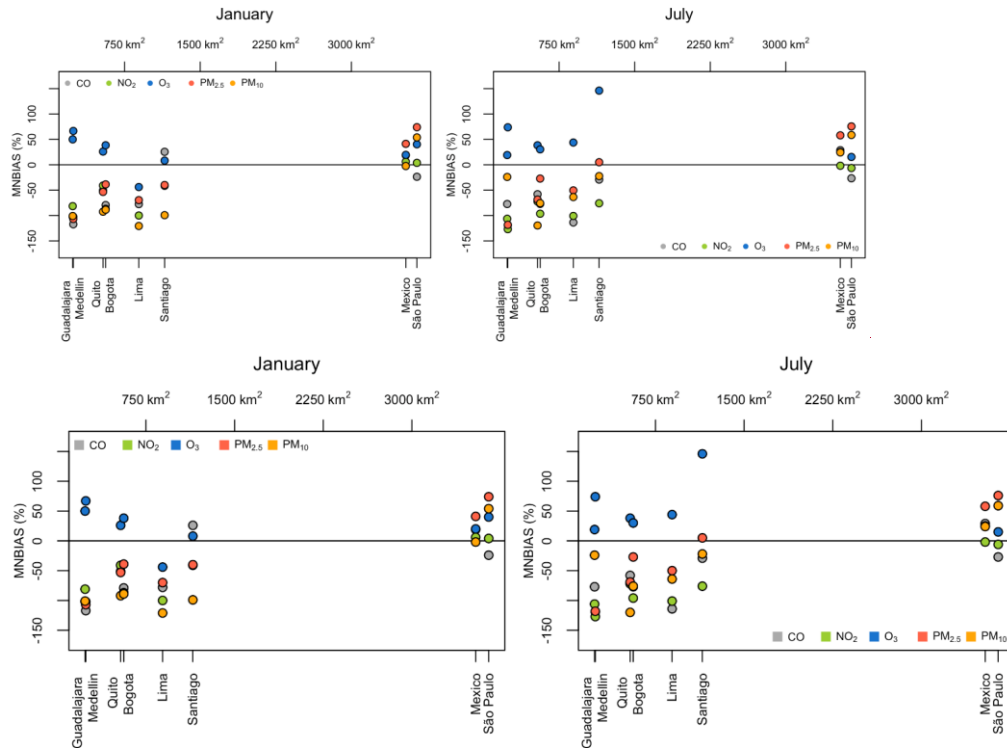 January
750 km² 1500 km² 2250 km² 3000 km²
CO NO₂ O₃ PM₂.₅ PM₁₀
MNBIAS (%)
100
50
0
-50
-150
Guadalajara
Medellin
Quito
Bogota
Lima
Santiago
Mexico
São Paulo
July
750 km² 1500 km² 2250 km² 3000 km²
MNBIAS (%)
100
50
0
-50
-150
CO NO₂ O₃ PM₂.₅ PM₁₀
Guadalajara
Medellin
Quito
Bogota
Lima
Santiago
Mexico
São Paulo
January
750 km² 1500 km² 2250 km² 3000 km²
CO NO₂ O₃ PM₂.₅ PM₁₀
MNBIAS (%)
100
50
0
-50
-150
Guadalajara
Medellin
Quito
Bogota
Lima
Santiago
Mexico
São Paulo
July
750 km² 1500 km² 2250 km² 3000 km²
MNBIAS (%)
100
50
0
-50
-150
CO NO₂ O₃ PM₂.₅ PM₁₀
Guadalajara
Medellin
Quito
Bogota
Lima
Santiago
Mexico
São Paulo